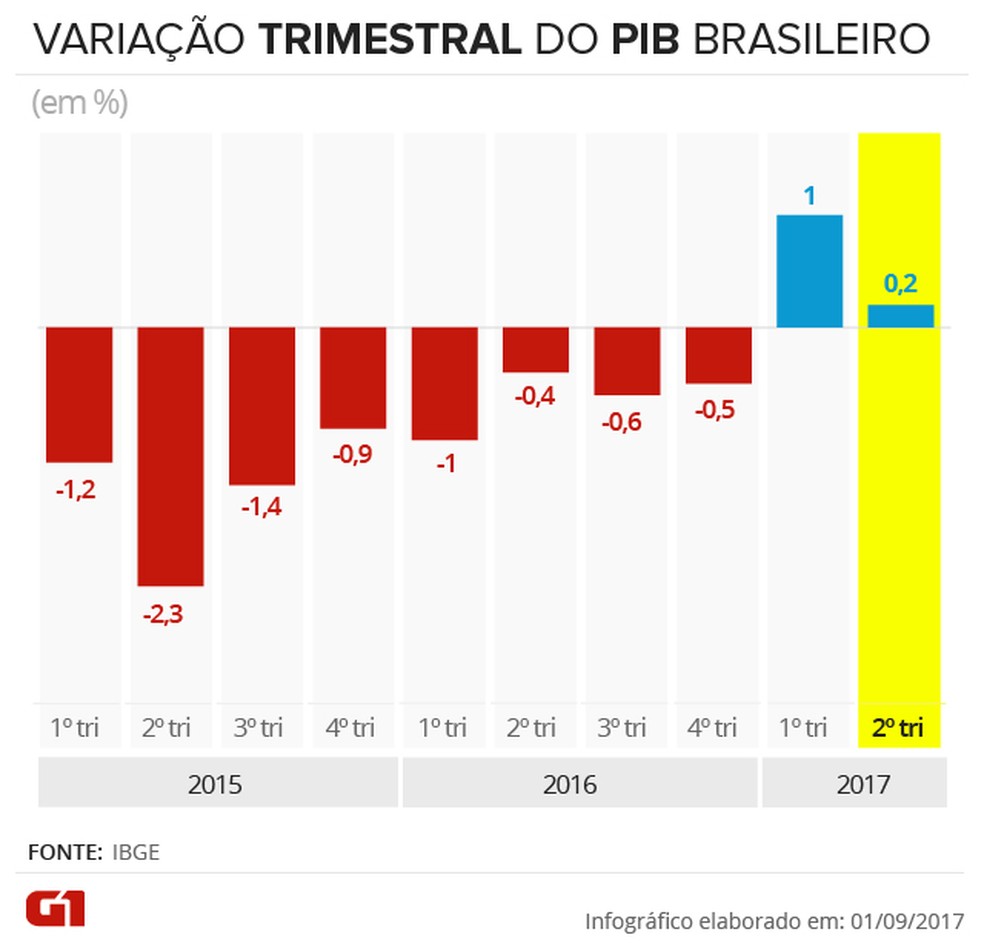 VARIAÇÃO TRIMESTRAL DO PIB BRASILEIRO
(em %)
1
0,2
-1,2
-2,3
-1,4
-0,9
-1
-0,4
-0,6
-0,5
1º tri 2º tri 3º tri 4º tri 1º tri 2º tri 3º tri 4º tri 1º tri 2º tri
2015 2016 2017
FONTE: IBGE
G1
Infográfico elaborado em: 01/09/2017